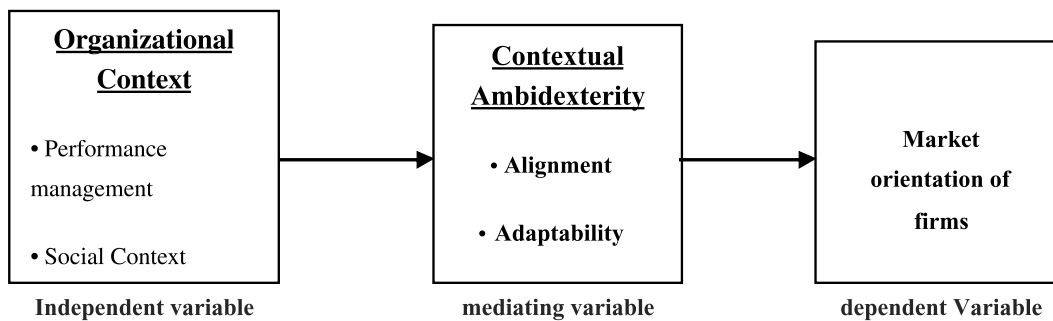 Organizational
Context
• Performance
management
• Social Context
Independent variable
Contextual
Ambidexterity
• Alignment
• Adaptability
mediating variable
Market
orientation of
firms
dependent Variable